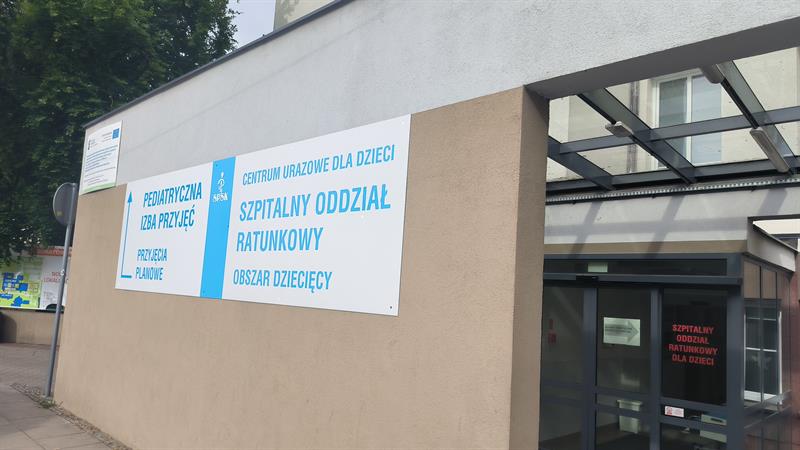 PEDIATRYCZNA
IZBA PRZYJĘĆ
PRZYJĘCIA
PLANOWE
SPSK
CENTRUM URAZOWE DLA DZIECI
SZPITALNY ODDZIAŁ
RATUNKOWY
OBSZAR DZIECIĘCY
SZPITALNY
ODDZIAŁ
RATUNKOWY
DLA DZIECI